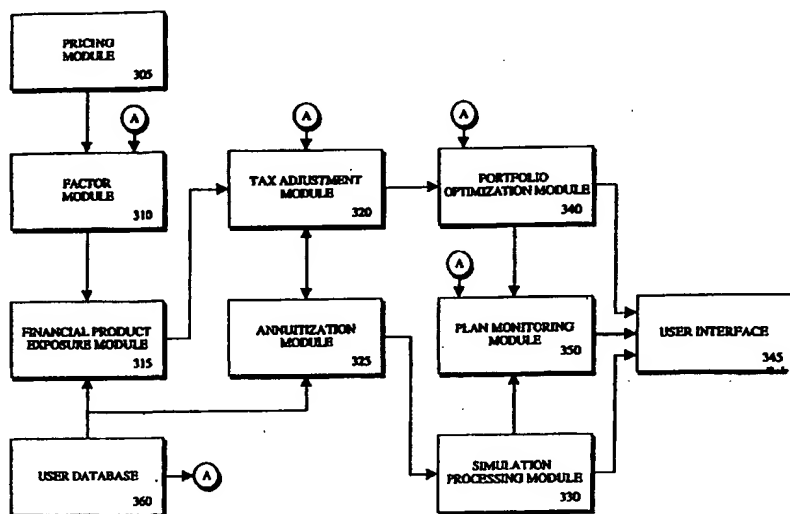 PRICING
MODULE
305
A
A
A
FACTOR
MODULE
310
TAX ADJUSTMENT
MODULE
320
PORTFOLIO
OPTIMIZATION MODULE
340
A
FINANCIAL PRODUCT
EXPOSURE MODULE
315
ANNUITIZATION
MODULE
325
PLAN MONITORING
MODULE
350
USER INTERFACE
345
USER DATABASE
360
A
SIMULATION
PROCESSING MODULE
330